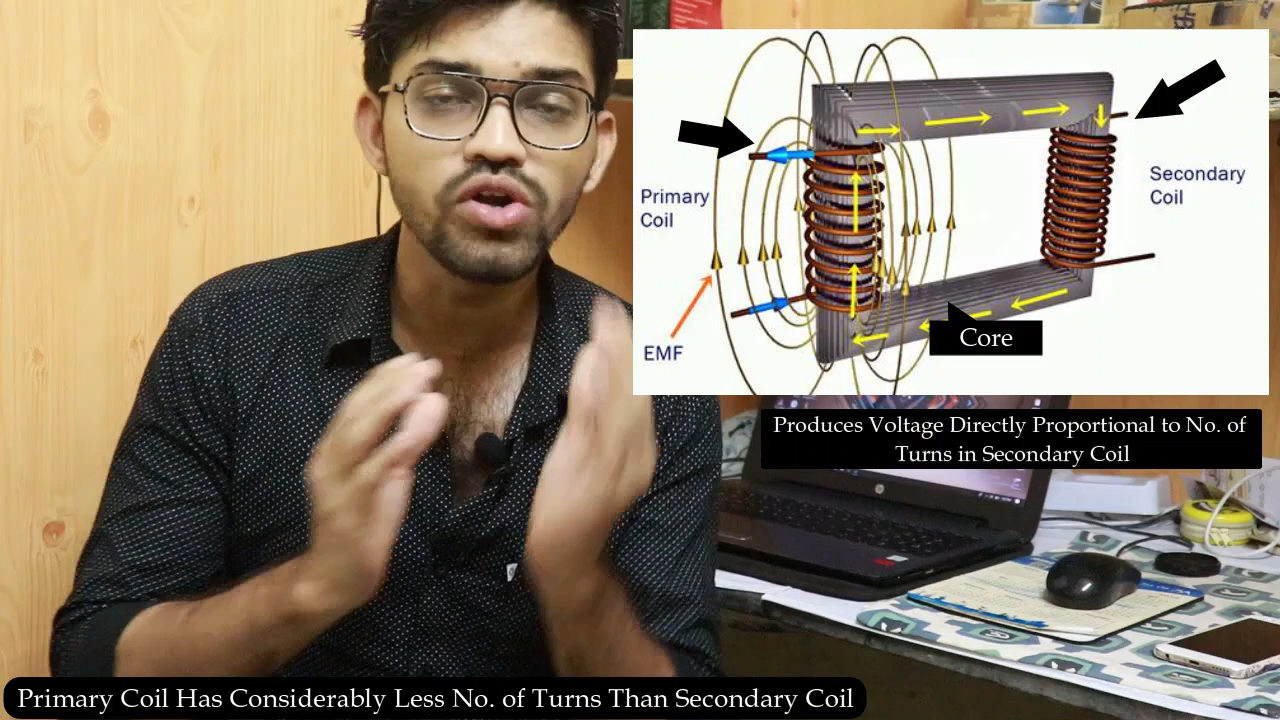 Primary
Coil
Secondary
Coil
EMF
Core
Produces Voltage Directly Proportional to No. of
Turns in Secondary Coil
hp
Primary Coil Has Considerably Less No. of Turns Than Secondary Coil